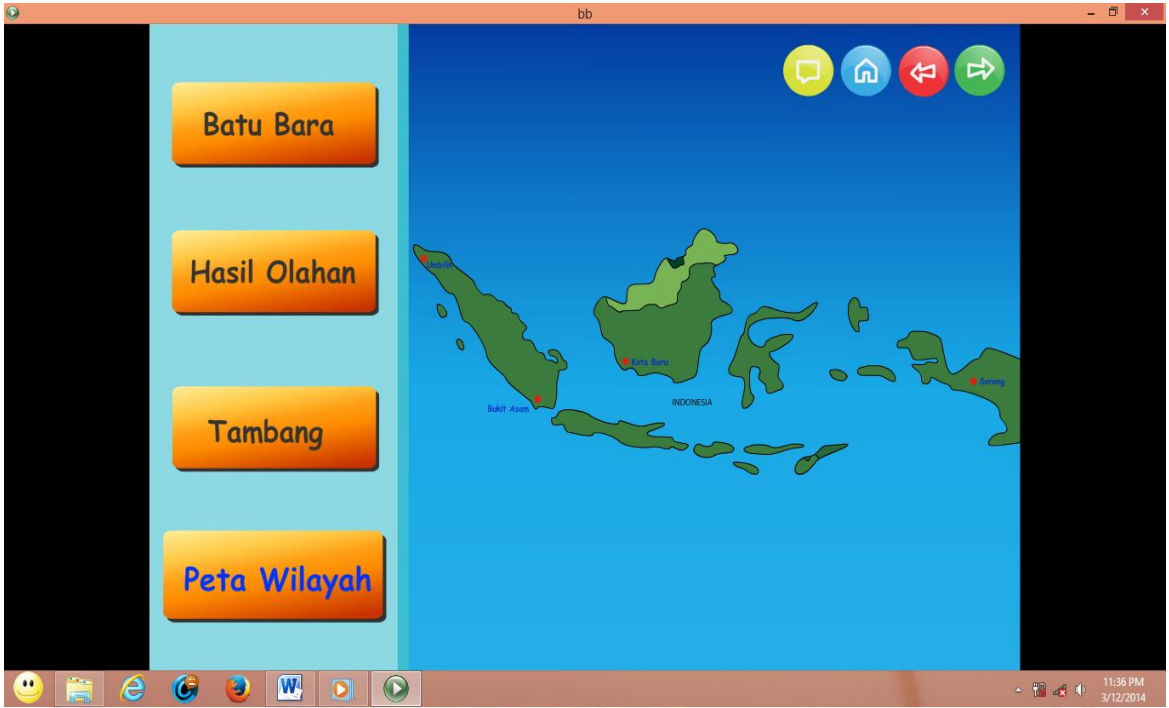 bb
Batu Bara
Hasil Olahan
Tambang
Peta Wilayah
Umbilin
Kota Baru
Sorong
Bukit Asam
INDONESIA
11:36 PM
3/12/2014